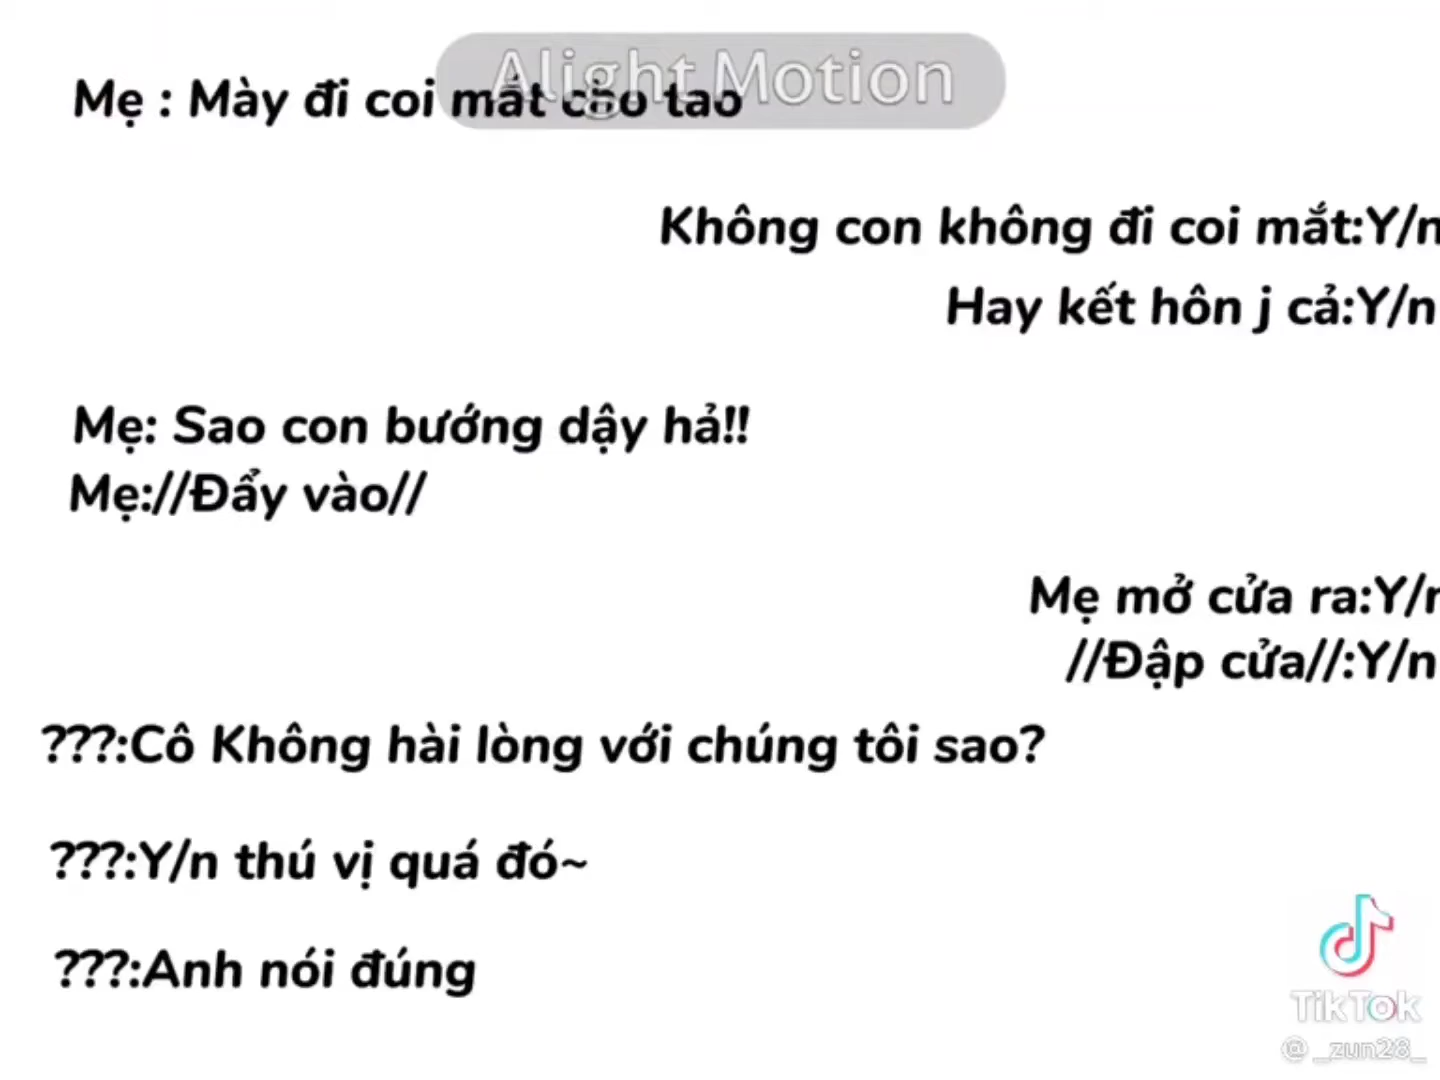 Alight Motion
Mẹ : Mày đi coi mắt cho tao
Không con không đi coi mắt:Y/n
Hay kết hôn j cả:Y/n
Mẹ: Sao con bướng dậy hả!!
Mẹ://Đẩy vào//
Mẹ mở cửa ra:Y/n
//Đập cửa//:Y/n
???:Cô Không hài lòng với chúng tôi sao?
???:Y/n thú vị quá đó~
???:Anh nói đúng
TikTok
@_zun28_